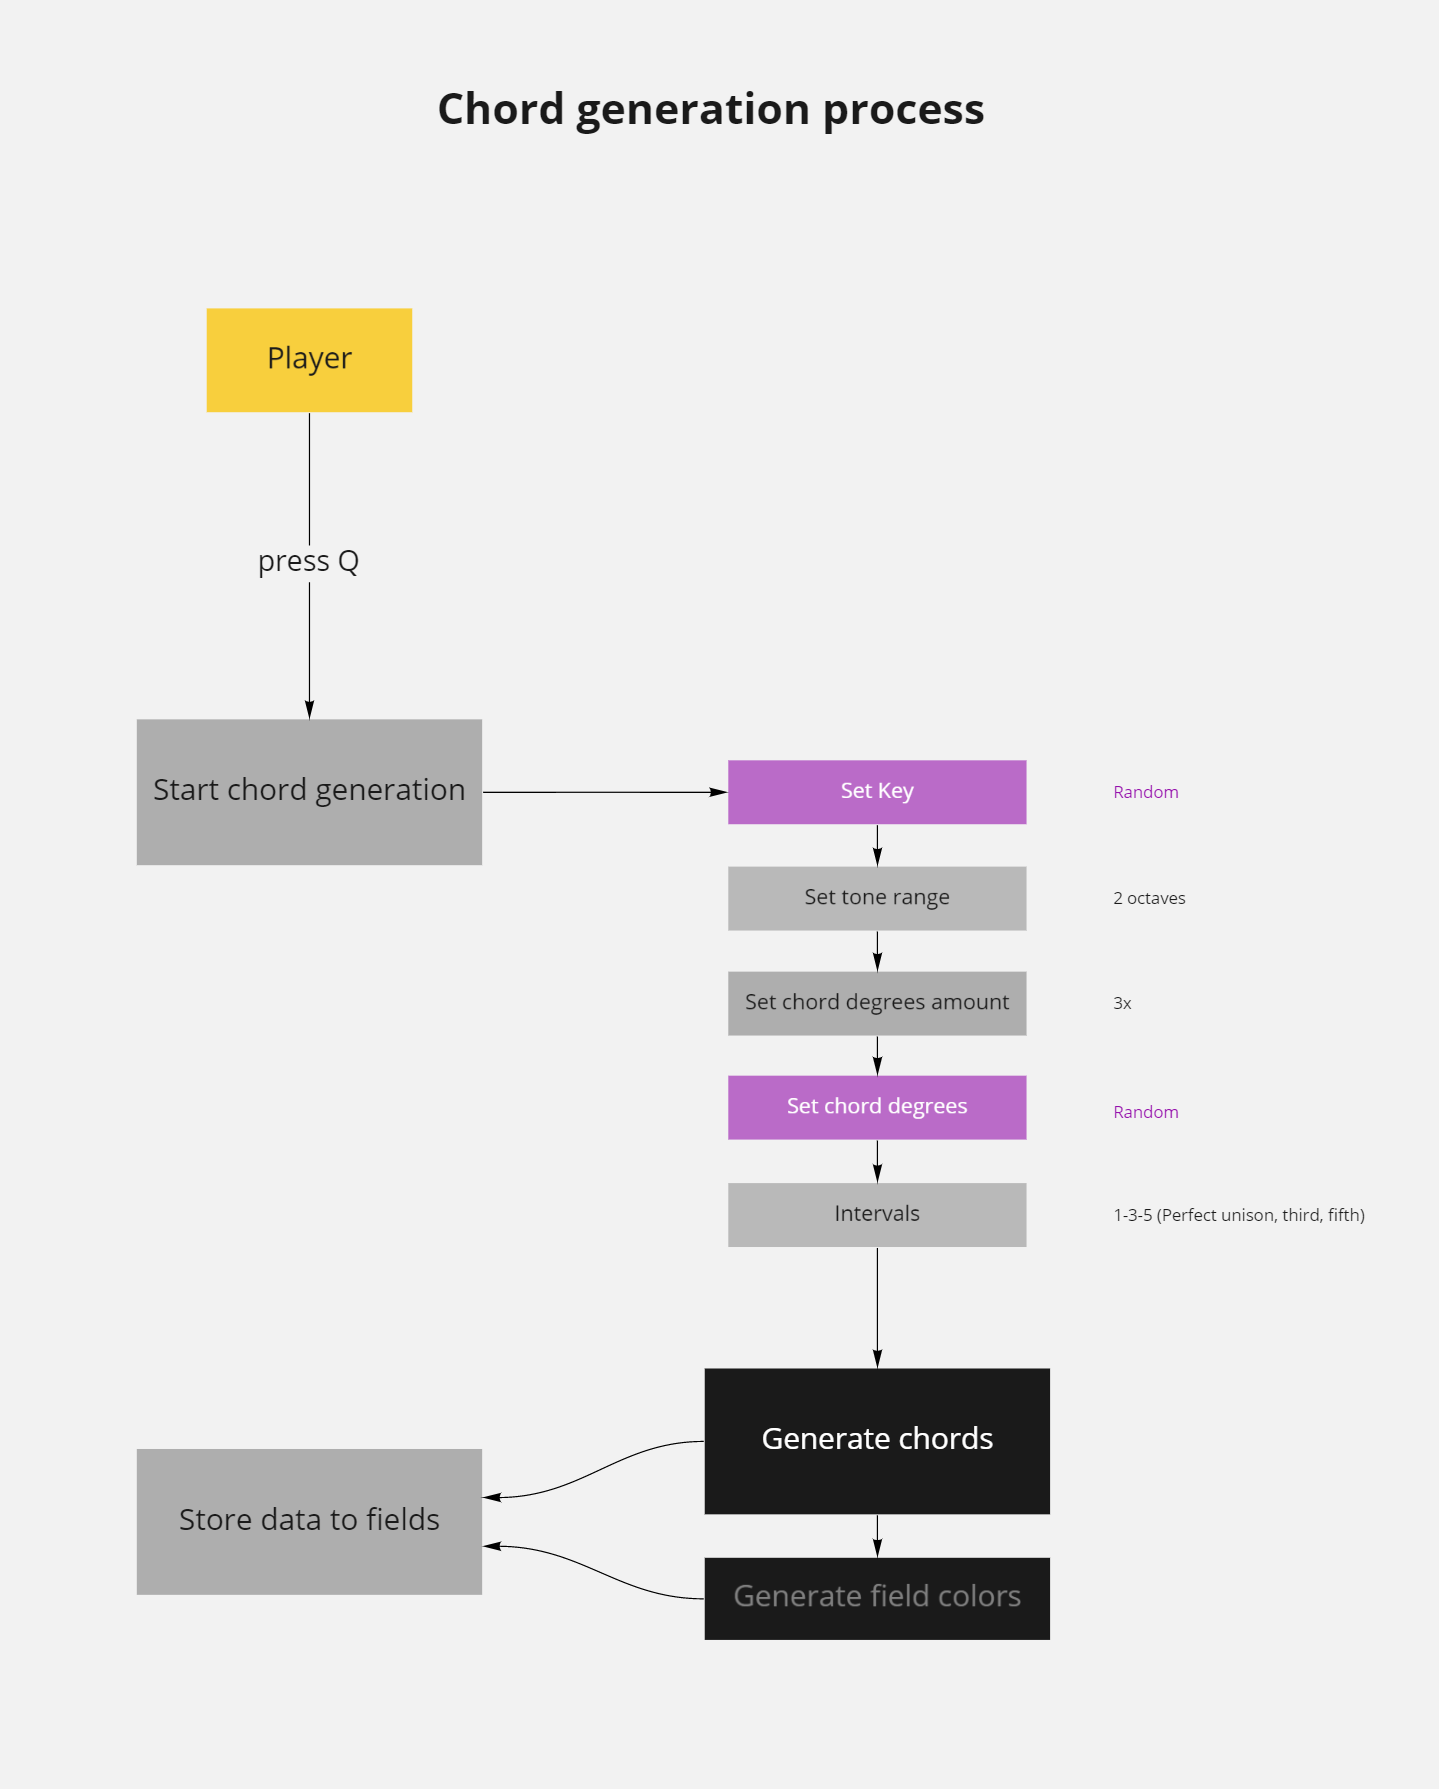 Chord generation process
Player
press Q
Start chord generation
Set Key
Random
Set tone range
2 octaves
Set chord degrees amount
3x
Set chord degrees
Random
Intervals
1-3-5 (Perfect unison, third, fifth)
Generate chords
Store data to fields
Generate field colors